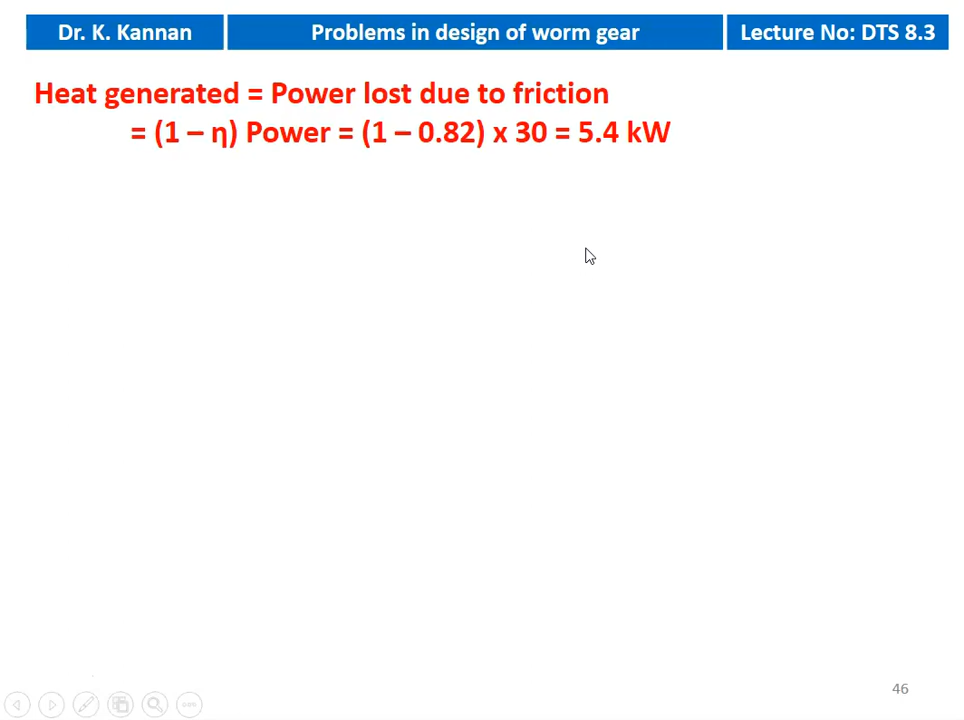 Dr. K. Kannan
Problems in design of worm gear
Lecture No: DTS 8.3
Heat generated = Power lost due to friction
= (1 – η) Power = (1 – 0.82) x 30 = 5.4 kW
46